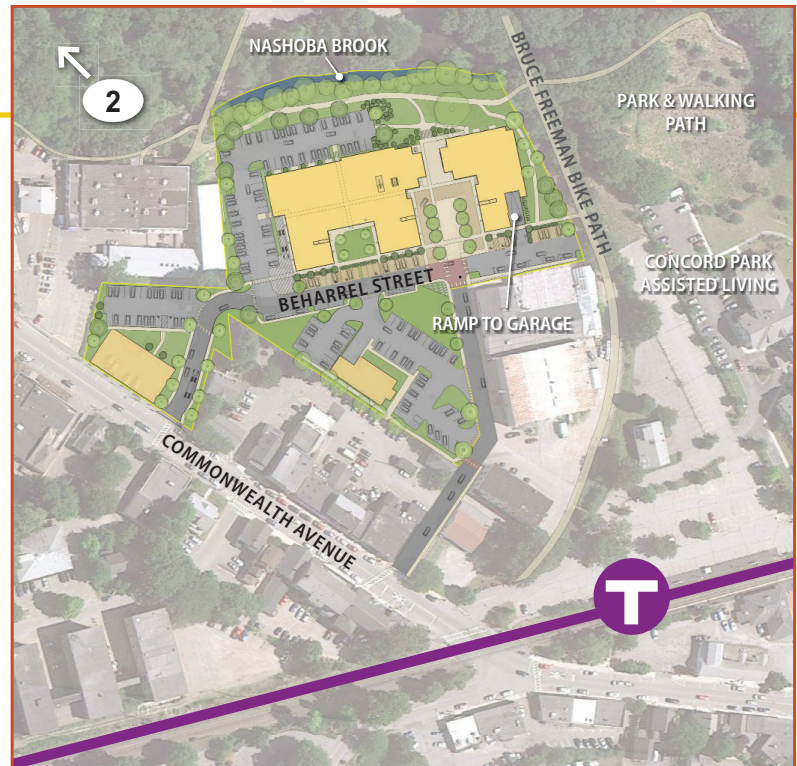 NASHOBA BROOK
2
BRUCE FREEMAN BIKE PATH
PARK & WALKING
PATH
CONCORD PARK
ASSISTED LIVING
BEHARREL STREET
RAMP TO GARAGE
COMMONWEALTH AVENUE
T